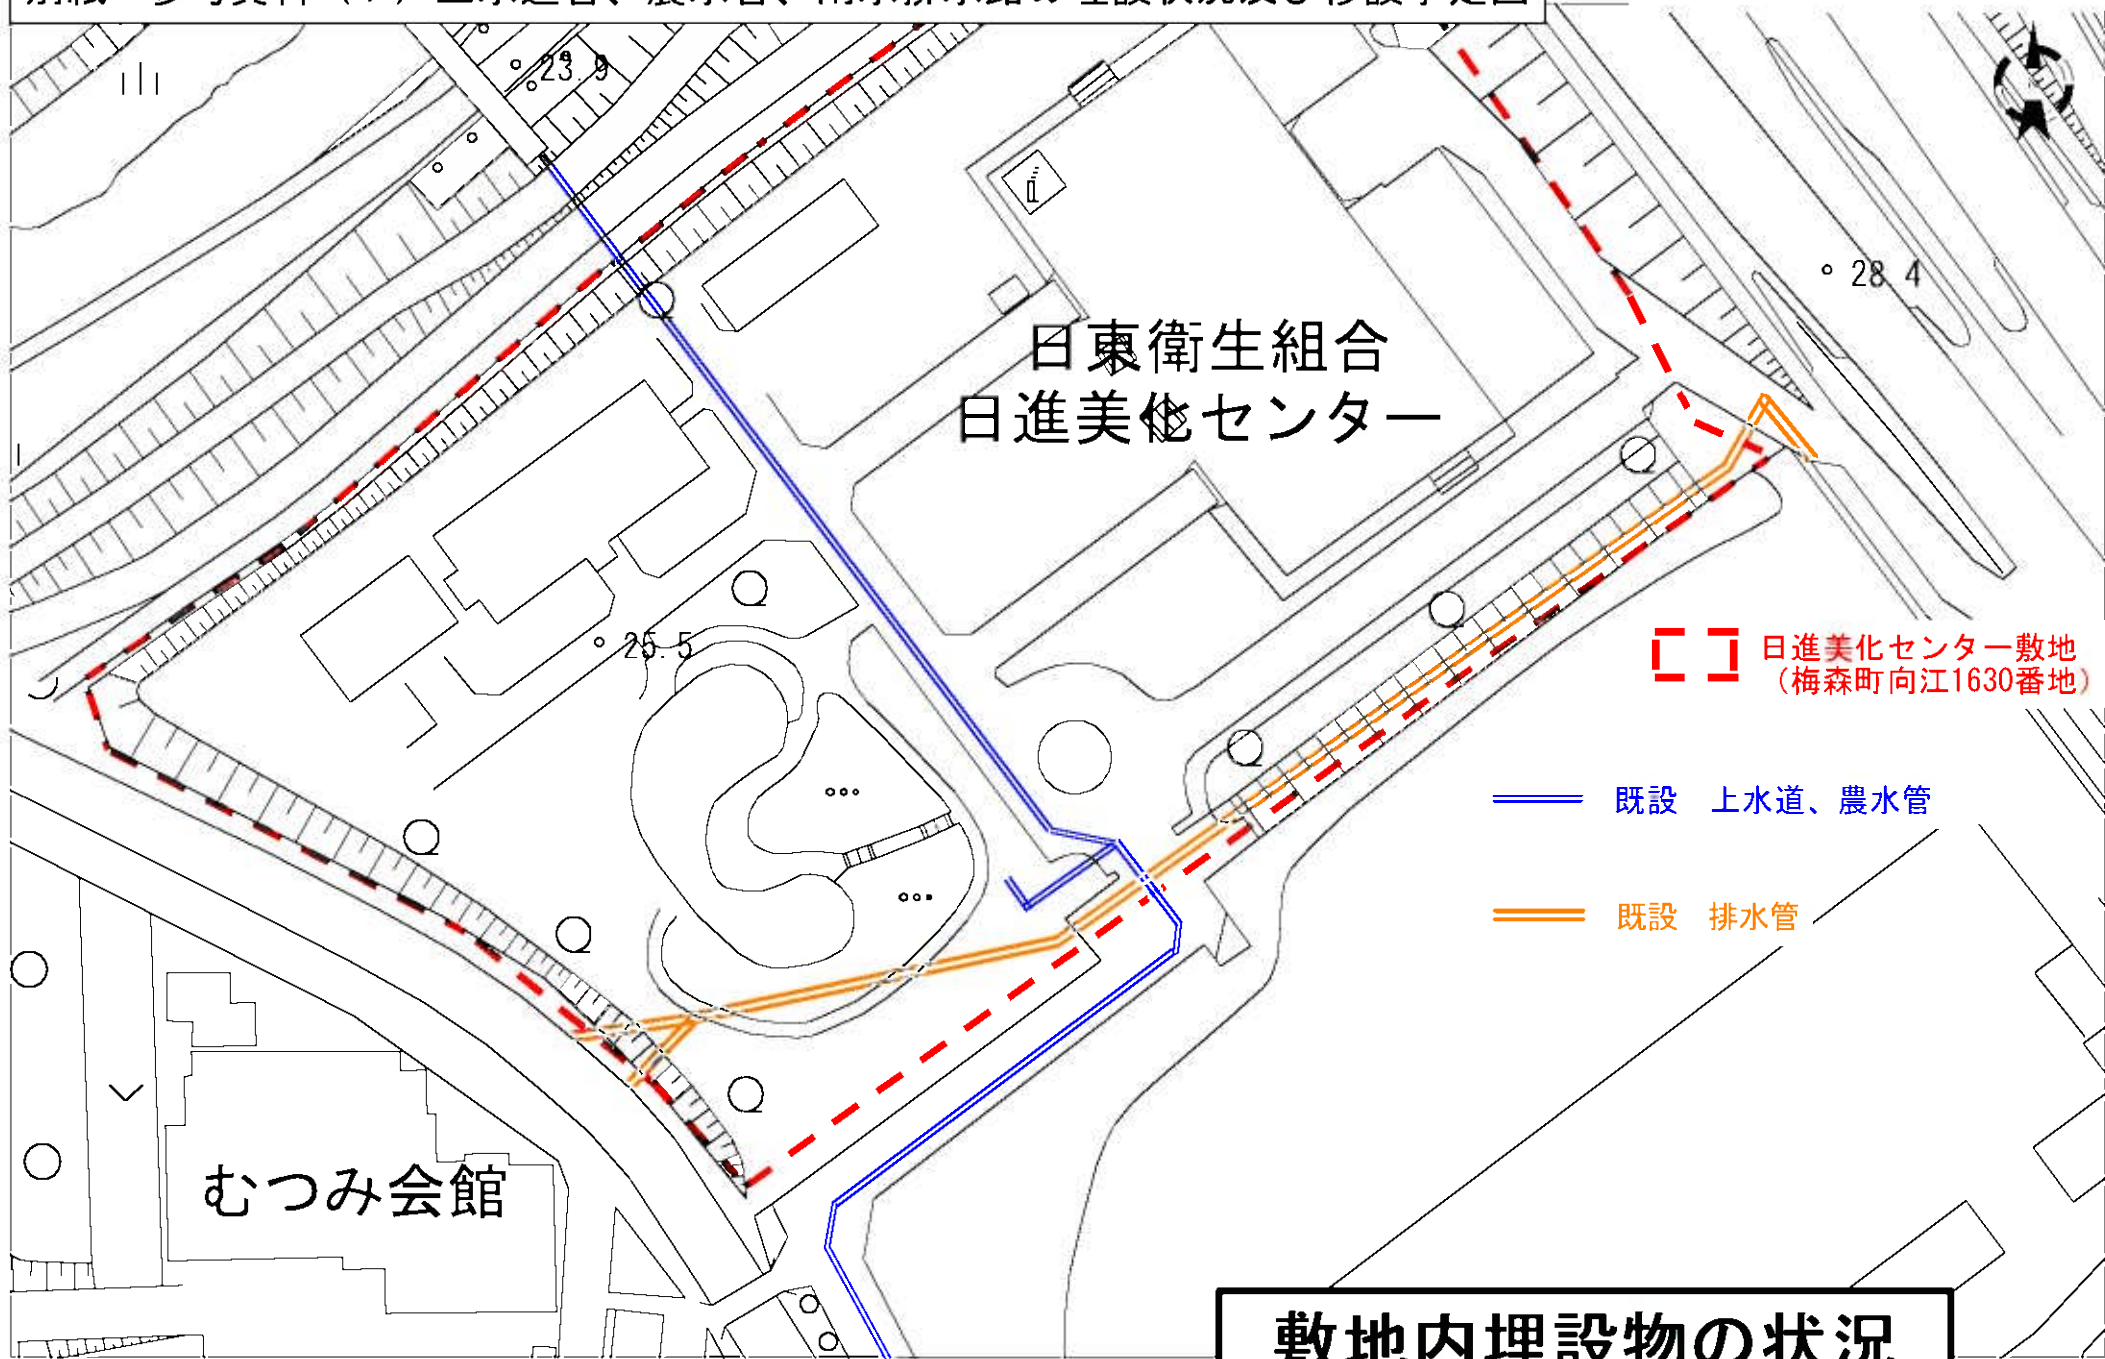 23.9
28.4
日東衛生組合
日進美化センター
25.5
日進美化センター敷地
(梅森町向江1630番地)
既設　上水道、農水管
既設　排水管
むつみ会館
敷地内埋設物の状況